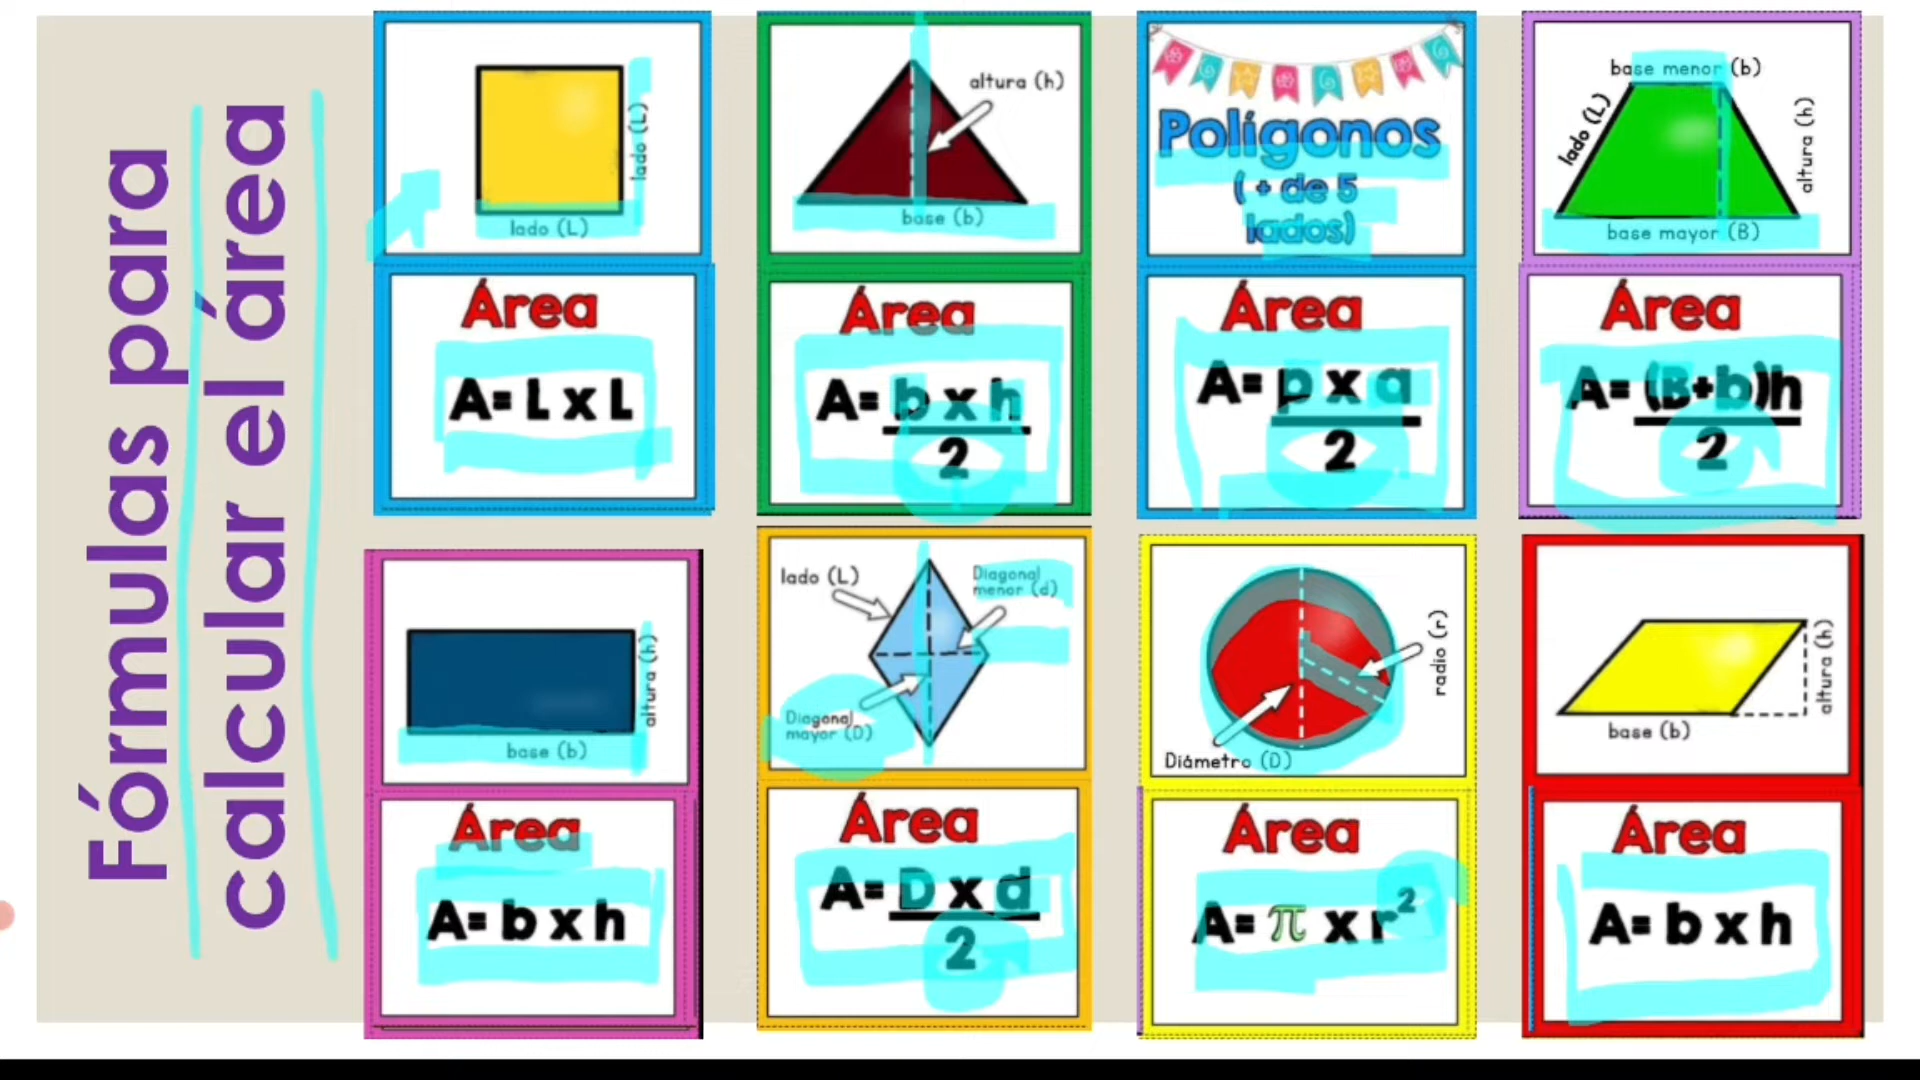 Fórmulas para
calcular el área
lado (L)
lado (L)
Área
A= L x L
altura (h)
base (b)
Área
A= b x h
2
Polígonos
( + de 5
lados)
Área
A= p x a
2
base menor (b)
lado (L)
altura (h)
base mayor (B)
Área
A= (B+b)h
2
altura (h)
base (b)
Área
A= b x h
lado (L)
Diagonal
menor (d)
Diagonal
mayor (D)
Área
A= D x d
2
radio (r)
Diámetro (D)
Área
A= π x r²
altura (h)
base (b)
Área
A= b x h